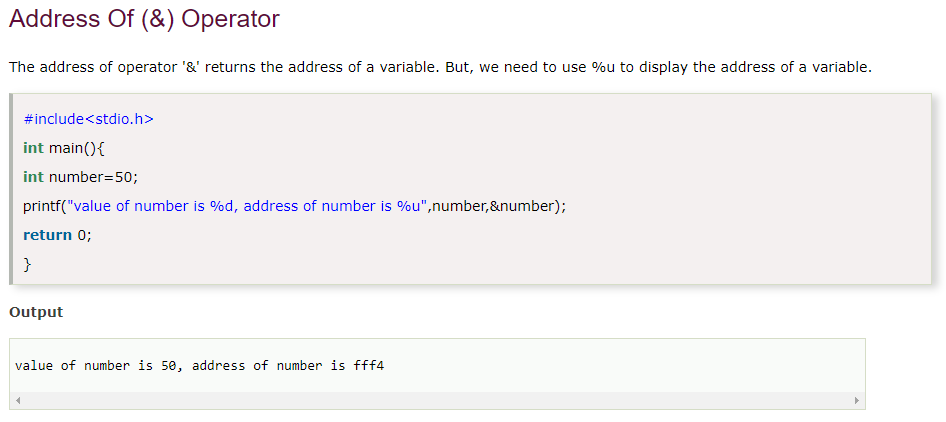 Address Of (&) Operator
The address of operator '&' returns the address of a variable. But, we need to use %u to display the address of a variable.
#include<stdio.h>
int main(){
int number=50;
printf("value of number is %d, address of number is %u",number,&number);
return 0;
}
Output
value of number is 50, address of number is fff4